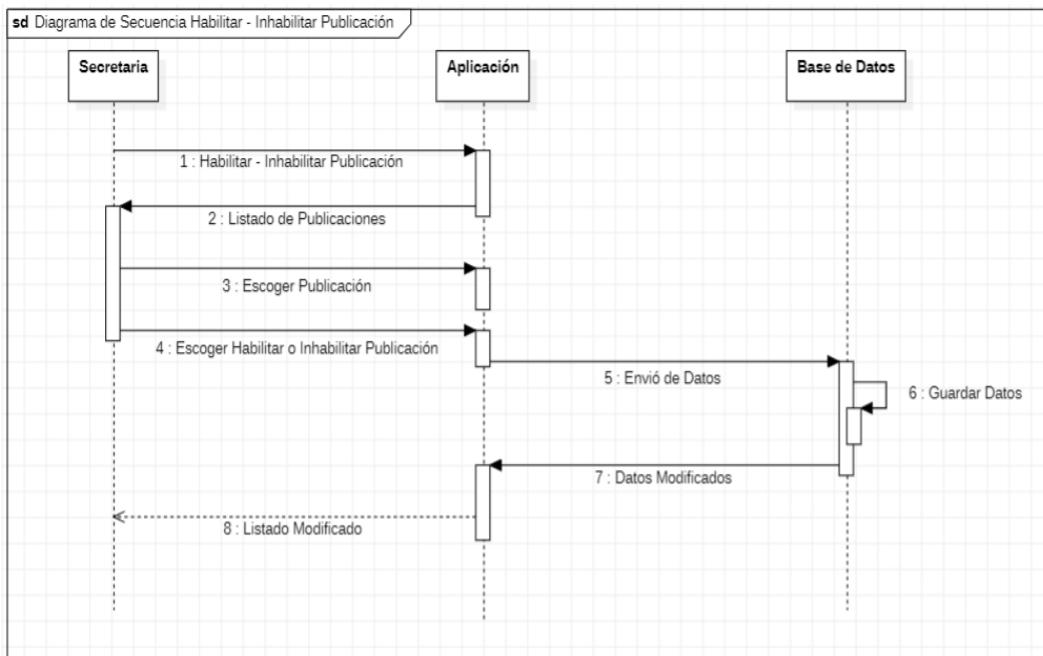 sd Diagrama de Secuencia Habilitar - Inhabilitar Publicación
Secretaria
Aplicación
Base de Datos
1 : Habilitar - Inhabilitar Publicación
2 : Listado de Publicaciones
3 : Escoger Publicación
4 : Escoger Habilitar o Inhabilitar Publicación
5 : Envió de Datos
6 : Guardar Datos
7 : Datos Modificados
8 : Listado Modificado